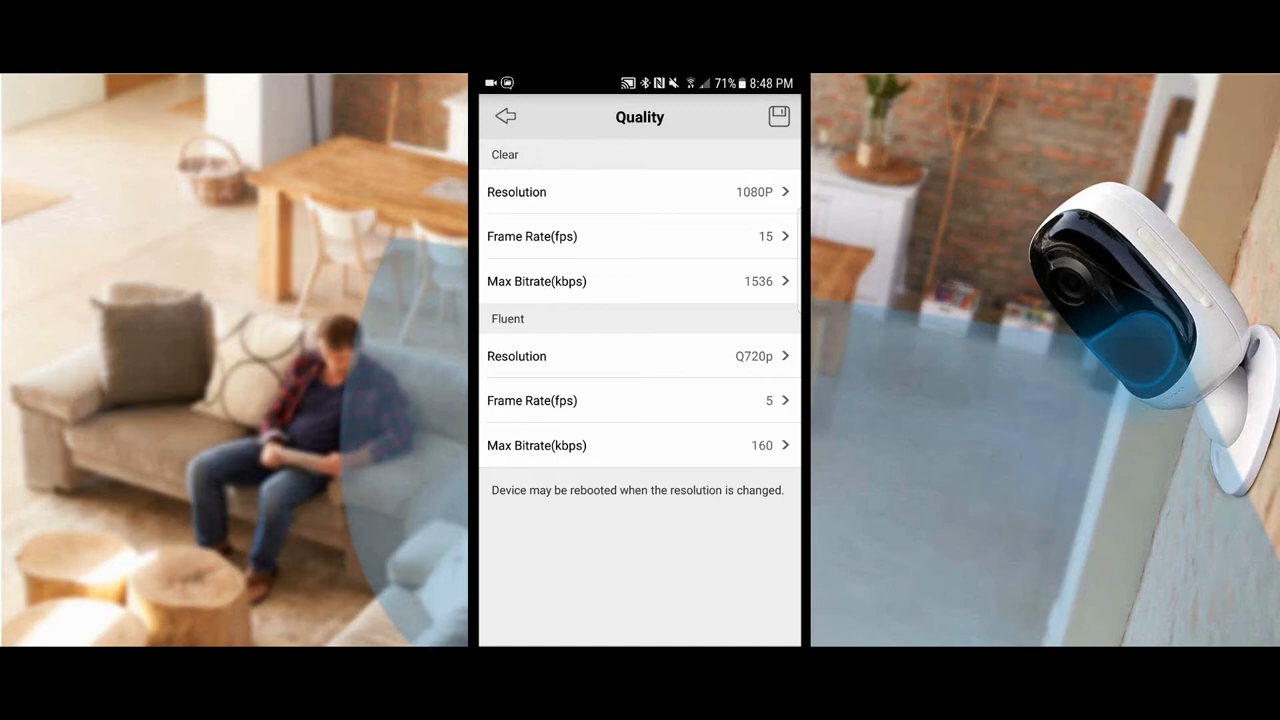 71% 8:48 PM
Quality
Clear
Resolution 1080P
Frame Rate(fps) 15
Max Bitrate(kbps) 1536
Fluent
Resolution Q720p
Frame Rate(fps) 5
Max Bitrate(kbps) 160
Device may be rebooted when the resolution is changed.